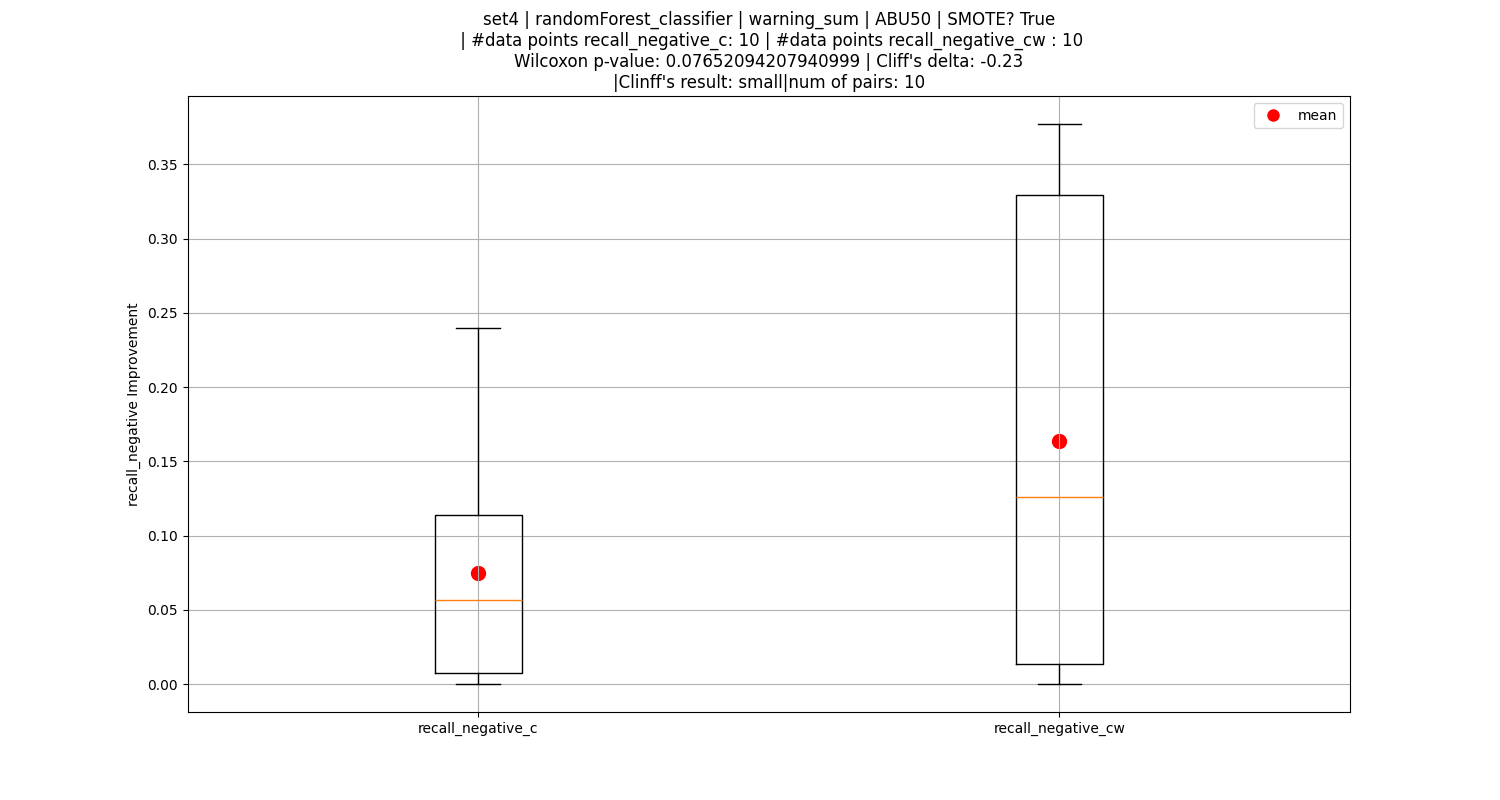 set4 | randomForest_classifier | warning_sum | ABU50 | SMOTE? True
| #data points recall_negative_c: 10 | #data points recall_negative_cw : 10
Wilcoxon p-value: 0.07652094207940999 | Cliff's delta: -0.23
|Clinff's result: small|num of pairs: 10
mean
recall_negative Improvement
0.35
0.30
0.25
0.20
0.15
0.10
0.05
0.00
recall_negative_c
recall_negative_cw